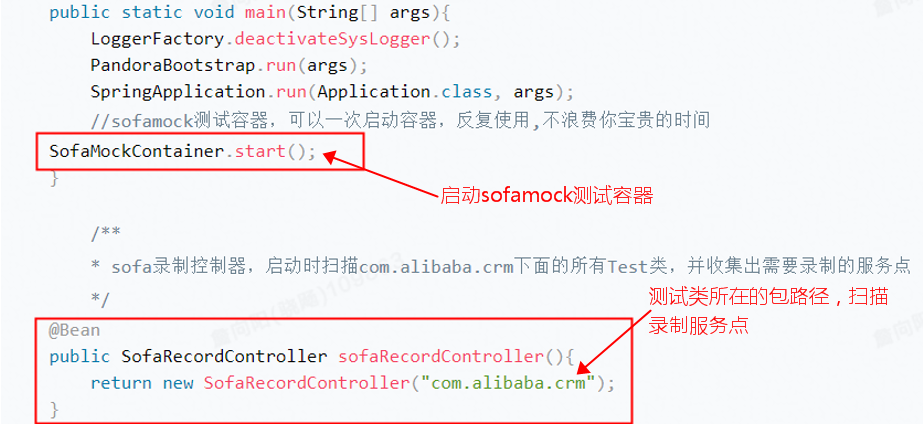 public static void main(String[] args){
LoggerFactory.deactivateSysLogger();
PandoraBootstrap.run(args);
SpringApplication.run(Application.class, args);
//sofamock测试容器，可以一次启动容器，反复使用,不浪费你宝贵的时间
SofaMockContainer.start();
}
启动sofamock测试容器
/**
* sofa录制控制器，启动时扫描com.alibaba.crm下面的所有Test类，并收集出需要录制的服务点
*/
测试类所在的包路径，扫描
录制服务点
@Bean
public SofaRecordController sofaRecordController(){
return new SofaRecordController("com.alibaba.crm");
}